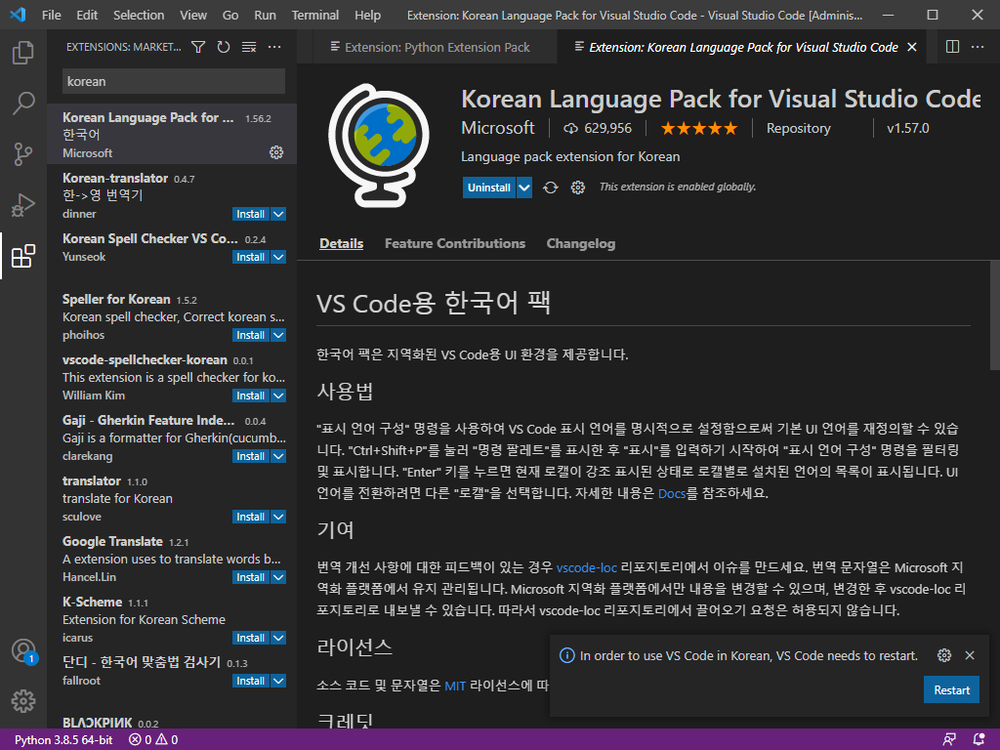 File Edit Selection View Go Run Terminal Help Extension: Korean Language Pack for Visual Studio Code - Visual Studio Code [Adminis...
EXTENSIONS: MARKET...
Extension: Python Extension Pack
Extension: Korean Language Pack for Visual Studio Code
korean
Korean Language Pack for ... 1.56.2
한국어
Microsoft
Korean-translator 0.4.7
한->영 번역기
dinner Install
Korean Spell Checker VS Co... 0.2.4
Yunseok Install
Speller for Korean 1.5.2
Korean spell checker, Correct korean s...
phoihos Install
vscode-spellchecker-korean 0.0.1
This extension is a spell checker for ko...
William Kim Install
Gaji - Gherkin Feature Inde... 0.0.4
Gaji is a formatter for Gherkin(cucumb...
clarekang Install
translator 1.1.0
translate for Korean
sculove Install
Google Translate 1.2.1
A extension uses to translate words b...
Hancel.Lin Install
K-Scheme 1.1.1
Extension for Korean Scheme
icarus Install
단디 - 한국어 맞춤법 검사기 0.1.3
fallroot Install
BLΛƆKPIИK 0.0.2
Korean Language Pack for Visual Studio Code
Microsoft 629,956 Repository v1.57.0
Language pack extension for Korean
Uninstall This extension is enabled globally.
Details Feature Contributions Changelog
VS Code용 한국어 팩
한국어 팩은 지역화된 VS Code용 UI 환경을 제공합니다.
사용법
"표시 언어 구성" 명령을 사용하여 VS Code 표시 언어를 명시적으로 설정함으로써 기본 UI 언어를 재정의할 수 있습
니다. "Ctrl+Shift+P"를 눌러 "명령 팔레트"를 표시한 후 "표시"를 입력하기 시작하여 "표시 언어 구성" 명령을 필터링
및 표시합니다. "Enter" 키를 누르면 현재 로캘이 강조 표시된 상태로 로캘별로 설치된 언어의 목록이 표시됩니다. UI
언어를 전환하려면 다른 "로캘"을 선택합니다. 자세한 내용은 Docs를 참조하세요.
기여
번역 개선 사항에 대한 피드백이 있는 경우 vscode-loc 리포지토리에서 이슈를 만드세요. 번역 문자열은 Microsoft 지
역화 플랫폼에서 유지 관리됩니다. Microsoft 지역화 플랫폼에서만 내용을 변경할 수 있으며, 변경한 후 vscode-loc 리
포지토리로 내보낼 수 있습니다. 따라서 vscode-loc 리포지토리에서 끌어오기 요청은 허용되지 않습니다.
라이선스
소스 코드 및 문자열은 MIT 라이선스에 따
크레딧
In order to use VS Code in Korean, VS Code needs to restart.
Restart
1
Python 3.8.5 64-bit 0 0